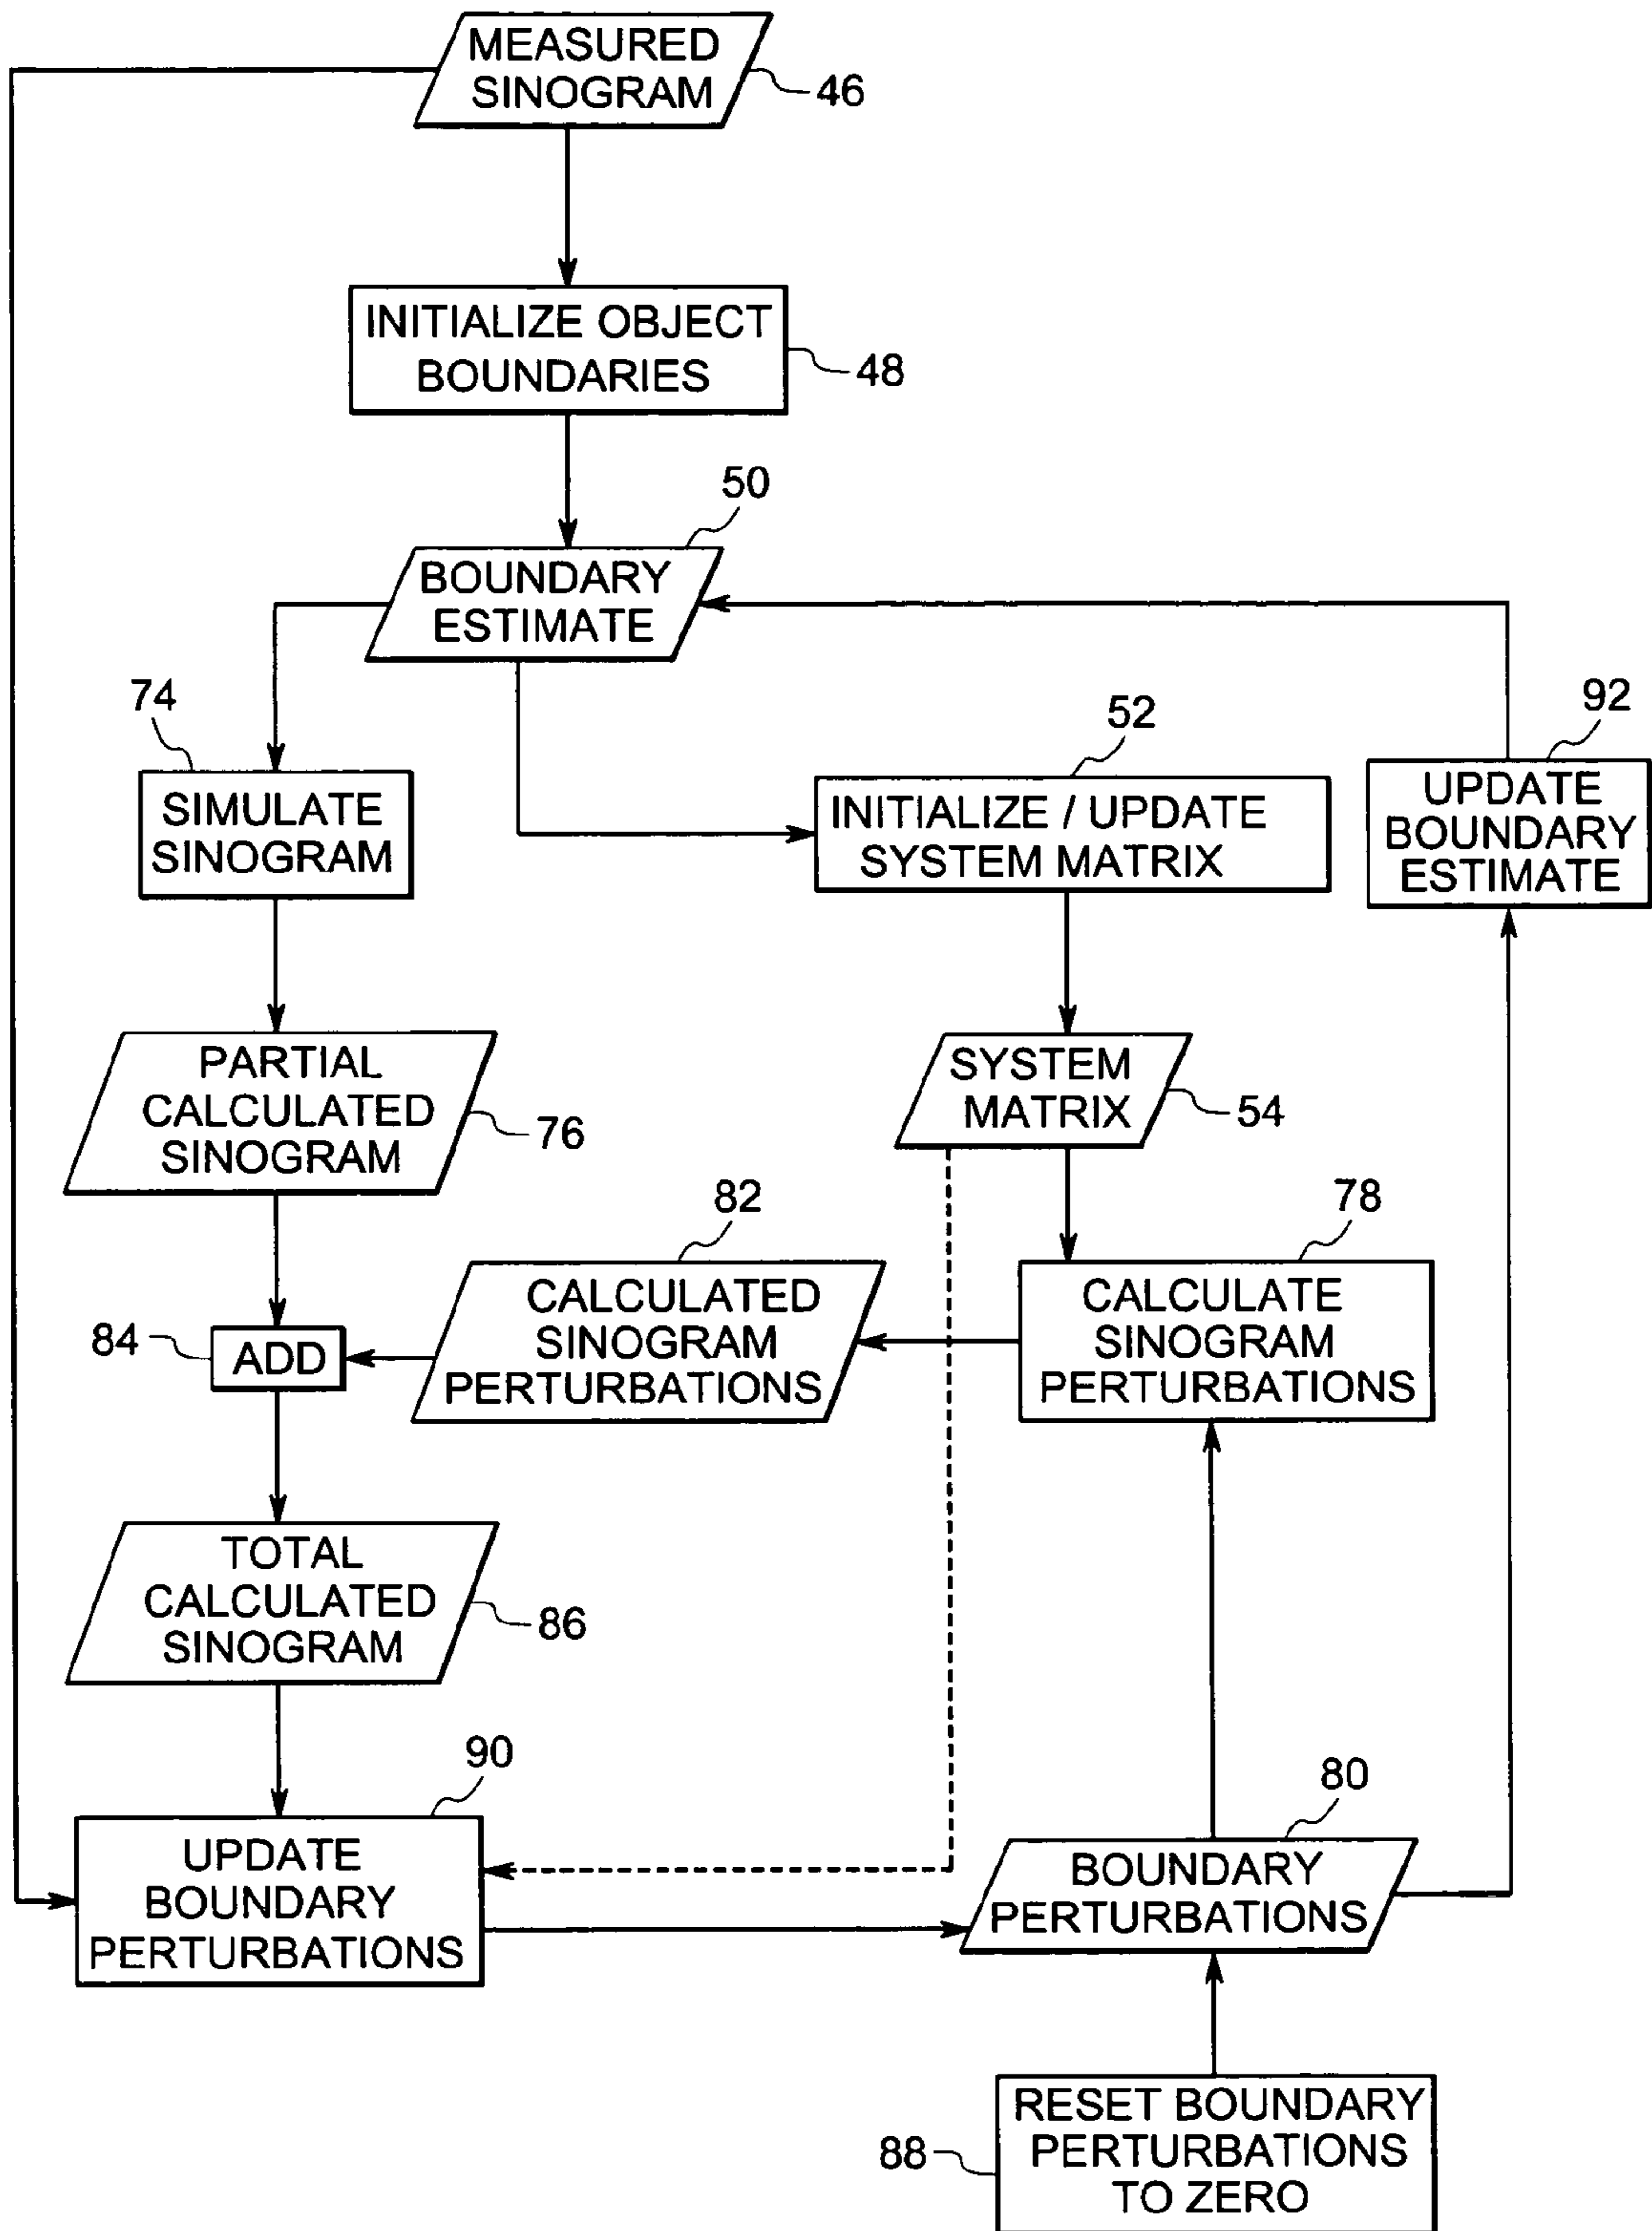 MEASURED
SINOGRAM
46
INITIALIZE OBJECT
BOUNDARIES
48
50
BOUNDARY
ESTIMATE
74
SIMULATE
SINOGRAM
52
INITIALIZE / UPDATE
SYSTEM MATRIX
92
UPDATE
BOUNDARY
ESTIMATE
PARTIAL
CALCULATED
SINOGRAM
76
SYSTEM
MATRIX
54
82
CALCULATED
SINOGRAM
PERTURBATIONS
78
CALCULATE
SINOGRAM
PERTURBATIONS
84
ADD
TOTAL
CALCULATED
SINOGRAM
86
90
UPDATE
BOUNDARY
PERTURBATIONS
80
BOUNDARY
PERTURBATIONS
88
RESET BOUNDARY
PERTURBATIONS
TO ZERO